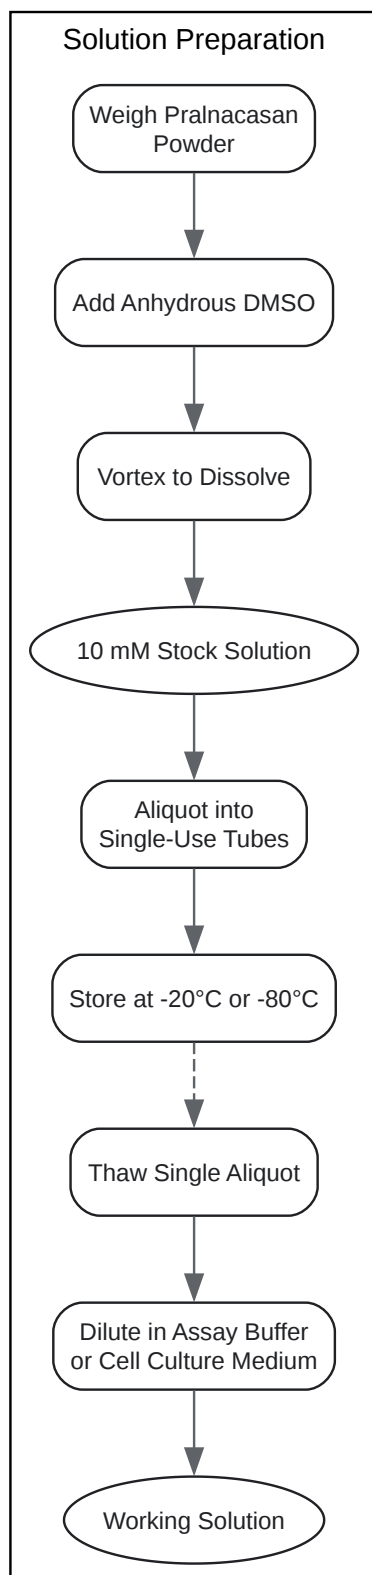 Solution Preparation
Weigh Pralnacasan
Powder
Add Anhydrous DMSO
Vortex to Dissolve
10 mM Stock Solution
Aliquot into
Single-Use Tubes
Store at -20°C or -80°C
Thaw Single Aliquot
Dilute in Assay Buffer
or Cell Culture Medium
Working Solution